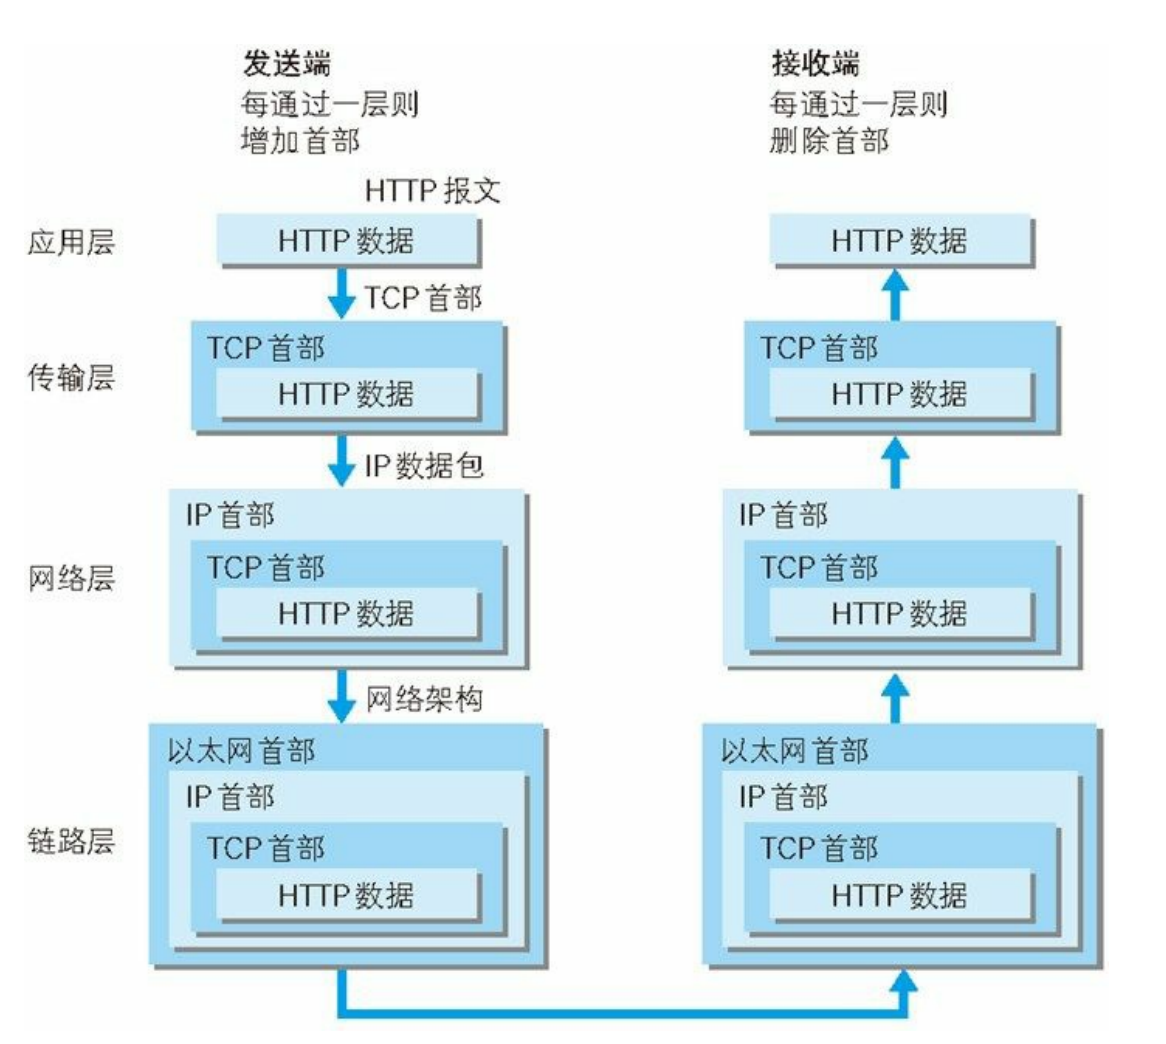 发送端
每通过一层则
增加首部
接收端
每通过一层则
删除首部
HTTP 报文
应用层
HTTP 数据
HTTP 数据
TCP 首部
传输层
TCP 首部
HTTP 数据
TCP 首部
HTTP 数据
IP 数据包
网络层
IP 首部
TCP 首部
HTTP 数据
IP 首部
TCP 首部
HTTP 数据
网络架构
链路层
以太网首部
IP 首部
TCP 首部
HTTP 数据
以太网首部
IP 首部
TCP 首部
HTTP 数据